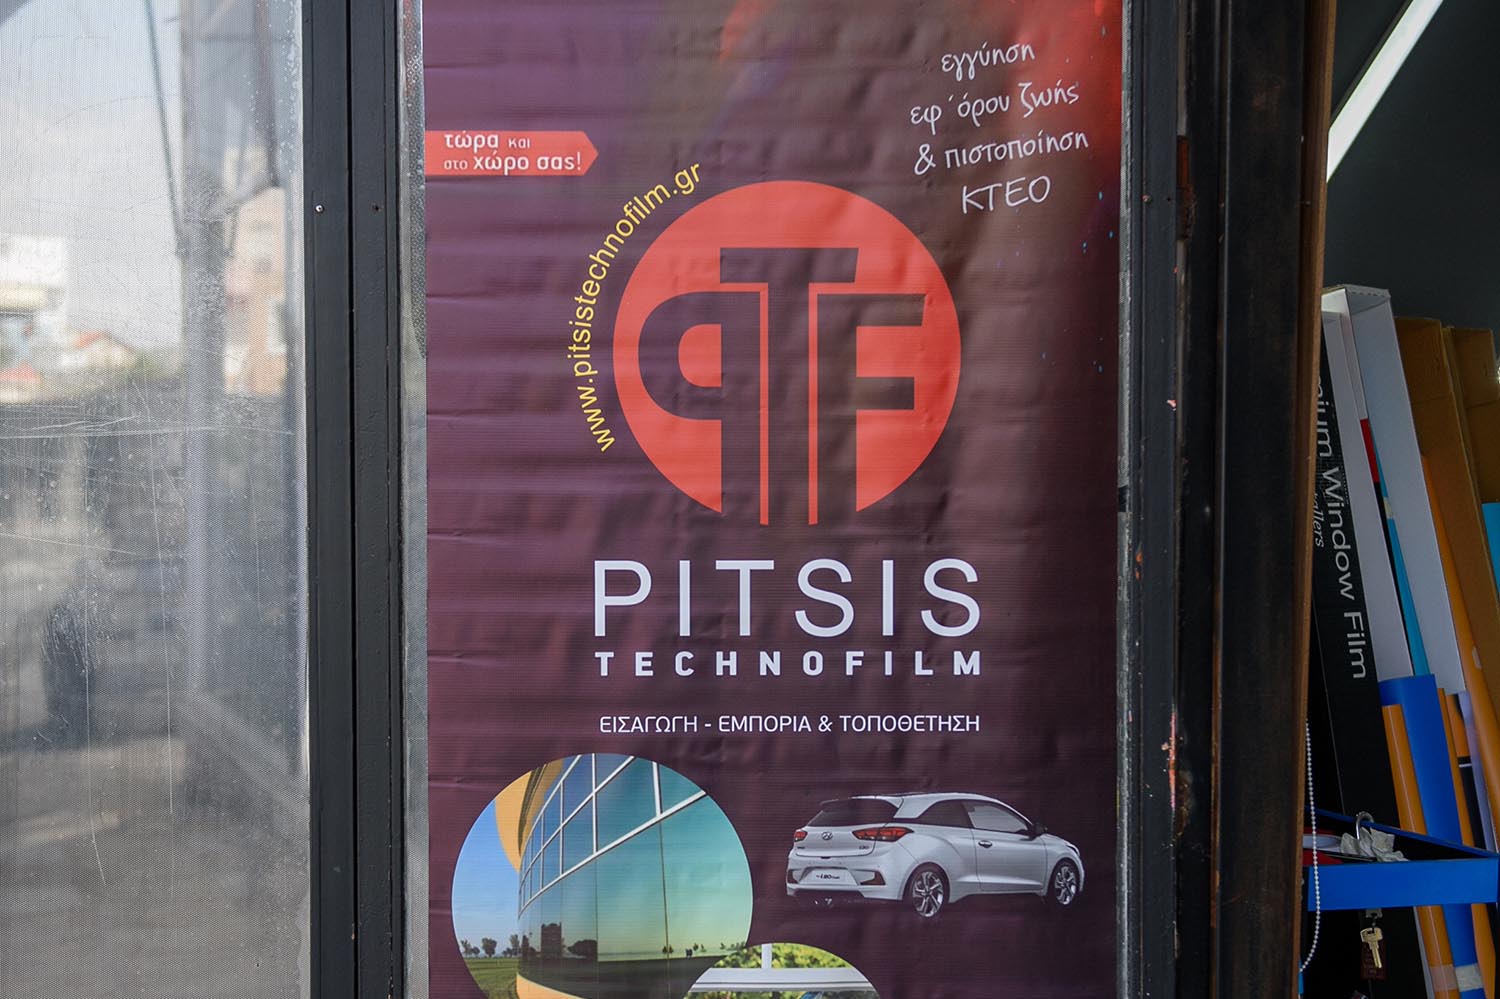 εγγύηση
εφ΄όρου ζωής
& πιστοποίηση
ΚΤΕΟ
τώρα και
στο χώρο σας!
www.pitsistechnofilm.gr
PTF
PITSIS
TECHNOFILM
ΕΙΣΑΓΩΓΗ - ΕΜΠΟΡΙΑ & ΤΟΠΟΘΕΤΗΣΗ
Window Film